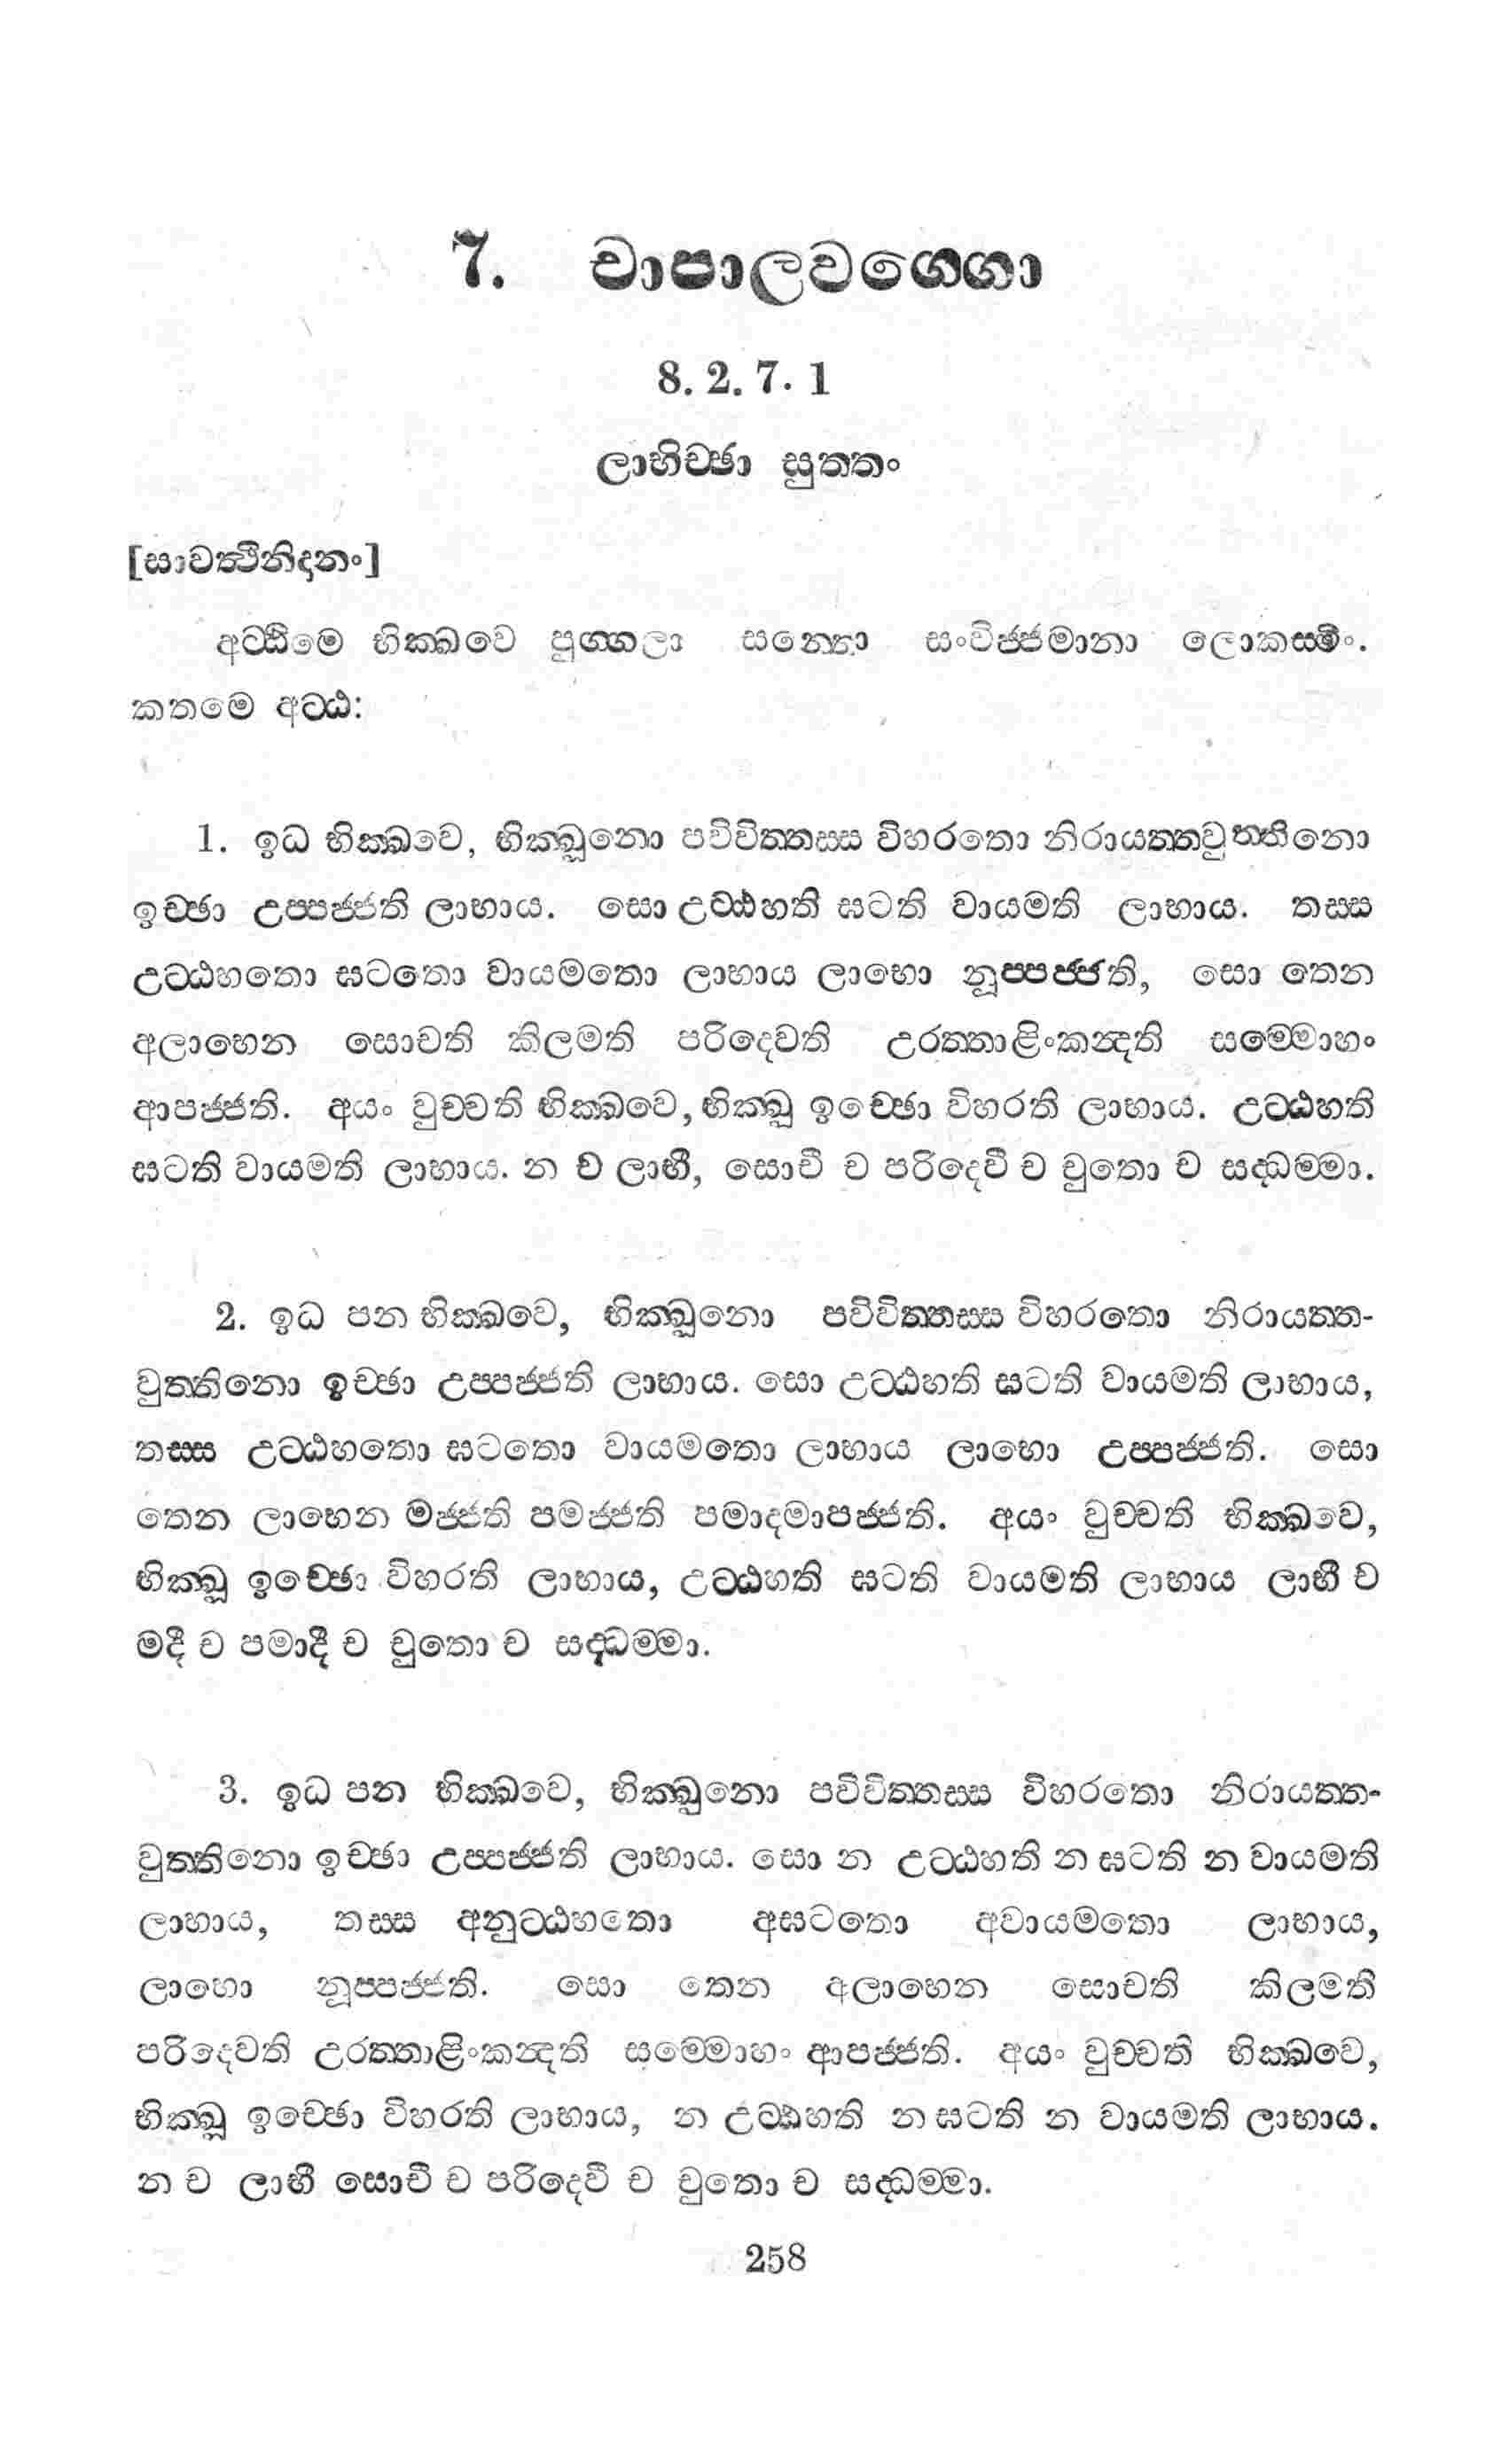 7. චාපාලවග්ගො
8. 2. 7. 1
ලාභිච්ඡා සුත්තං
[සාවත්ථිනිදානං]
අට්ඨිමෙ භික්ඛවෙ පුග්ගලා සන්තො සංවිජ්ජමානා ලොකස්මිං.
කතමෙ අට්ඨ:
1. ඉධ භික්ඛවෙ, භික්ඛුනො පවිවිත්තස්ස විහරතො නිරායත්තවුත්තිනො
ඉච්ඡා උප්පජ්ජති ලාභාය. සො උට්ඨහති ඝටති වායමති ලාභාය. තස්ස
උට්ඨහතො ඝටතො වායමතො ලාභාය ලාභො නූප්පජ්ජති, සො තෙන
අලාභෙන සොචති කිලමති පරිදෙවති උරත්තාළිංකන්දති සම්මොහං
ආපජ්ජති. අයං වුච්චති භික්ඛවෙ, භික්ඛූ ඉච්ඡො විහරති ලාභාය. උට්ඨහති
ඝටති වායමති ලාභාය. න ච ලාභී, සොචී ච පරිදෙවී ච චුතො ච සද්ධම්මා.
2. ඉධ පන භික්ඛවෙ, භික්ඛුනො පවිවිත්තස්ස විහරතො නිරායත්ත-
වුත්තිනො ඉච්ඡා උප්පජ්ජති ලාභාය. සො උට්ඨහති ඝටති වායමති ලාභාය,
තස්ස උට්ඨහතො ඝටතො වායමතො ලාභාය ලාභො උප්පජ්ජති. සො
තෙන ලාභෙන මජ්ජති පමජ්ජති පමාදමාපජ්ජති. අයං වුච්චති භික්ඛවෙ,
භික්ඛූ ඉච්ඡො විහරති ලාභාය, උට්ඨහති ඝටති වායමති ලාභාය ලාභී ච
මදී ච පමාදී ච චුතො ච සද්ධම්මා.
3. ඉධ පන භික්ඛවෙ, භික්ඛුනො පවිවිත්තස්ස විහරතො නිරායත්ත-
වුත්තිනො ඉච්ඡා උප්පජ්ජති ලාභාය. සො න උට්ඨහති න ඝටති න වායමති
ලාභාය, තස්ස අනුට්ඨහතො අඝටතො අවායමතො ලාභාය,
ලාභො නූප්පජ්ජති. සො තෙන අලාභෙන සොචති කිලමති
පරිදෙවති උරත්තාළිංකන්දති සම්මොහං ආපජ්ජති. අයං වුච්චති භික්ඛවෙ,
භික්ඛූ ඉච්ඡො විහරති ලාභාය, න උට්ඨහති න ඝටති න වායමති ලාභාය.
න ච ලාභී සොචී ච පරිදෙවී ච චුතො ච සද්ධම්මා.
258